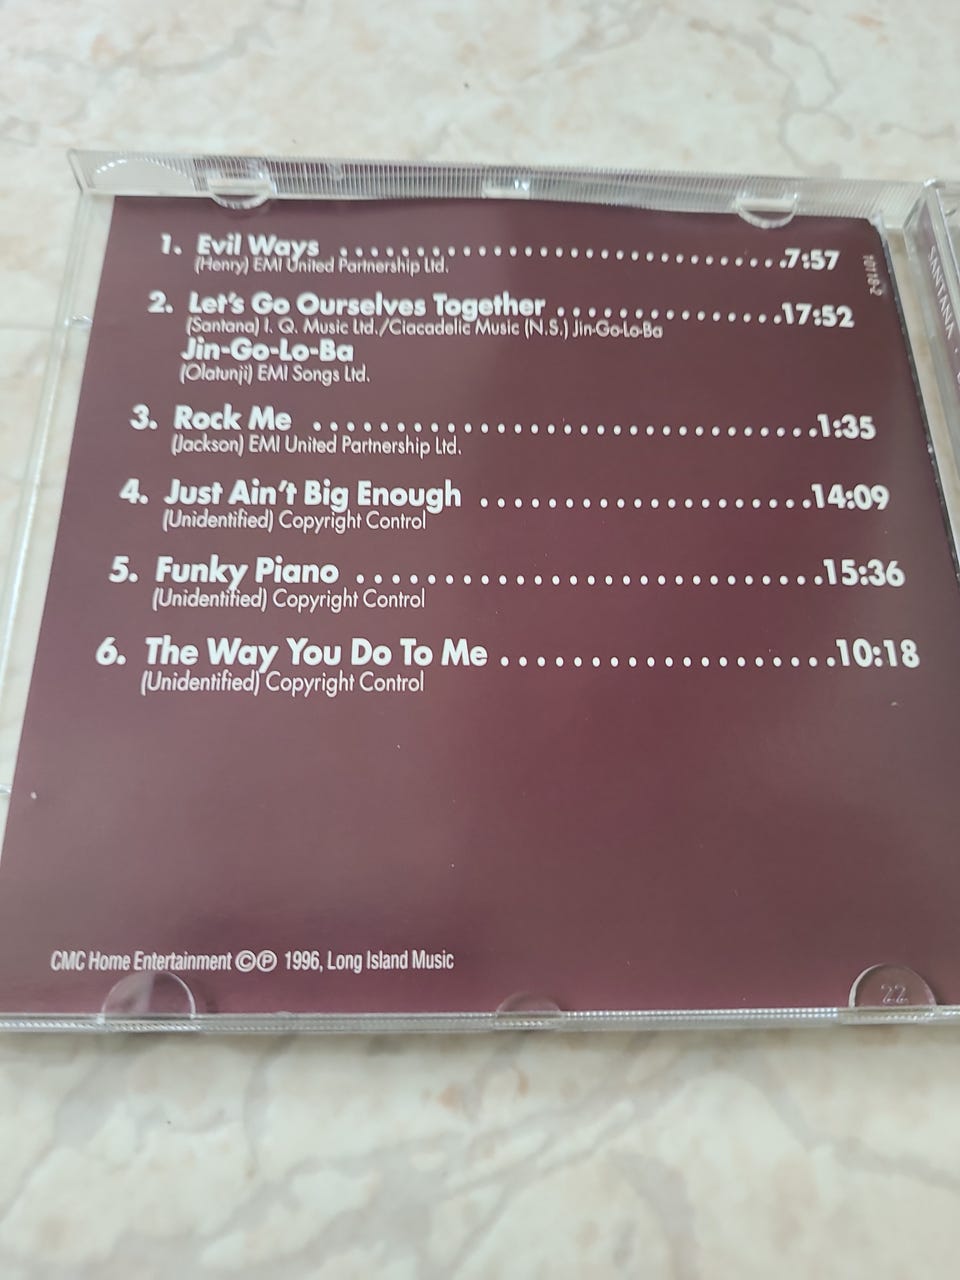 1. Evil Ways ........................................7:57
(Henry) EMI United Partnership Ltd.
2. Let's Go Ourselves Together ................17:52
(Santana) I. Q. Music Ltd./Ciacadelic Music (N.S.) Jin-Go-Lo-Ba
Jin-Go-Lo-Ba
(Olatunji) EMI Songs Ltd.
3. Rock Me ..................................1:35
(Jackson) EMI United Partnership Ltd.
4. Just Ain't Big Enough ....................14:09
(Unidentified) Copyright Control
5. Funky Piano ............................15:36
(Unidentified) Copyright Control
6. The Way You Do To Me ...................10:18
(Unidentified) Copyright Control
CMC Home Entertainment ©℗ 1996, Long Island Music
22
SANTANA